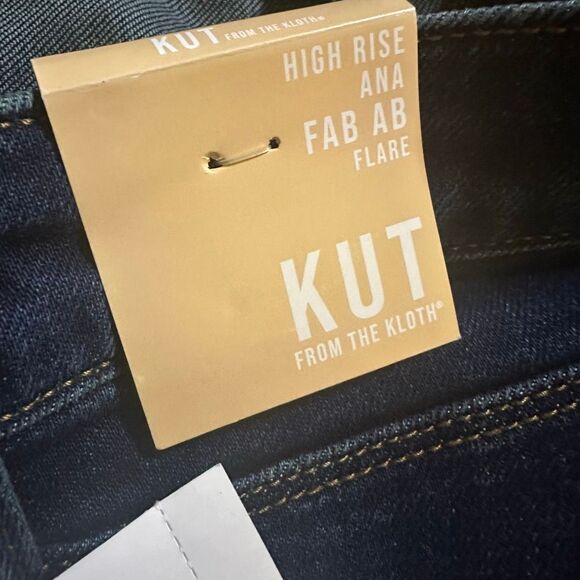 KUT FROM THE KLOTH®
HIGH RISE
ANA
FAB AB
FLARE
KUT
FROM THE KLOTH®